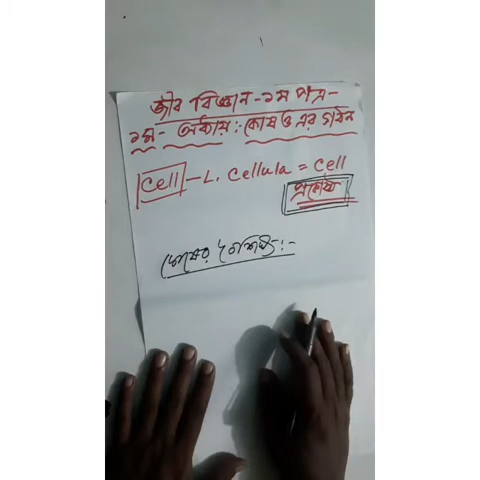 জীব বিজ্ঞান-১ম পত্র-
১ম- অধ্যায়: কোষ ও এর গঠন
Cell - L. Cellula = Cell
প্রকোষ্ঠ
কোষের বৈশিষ্ট্য:-